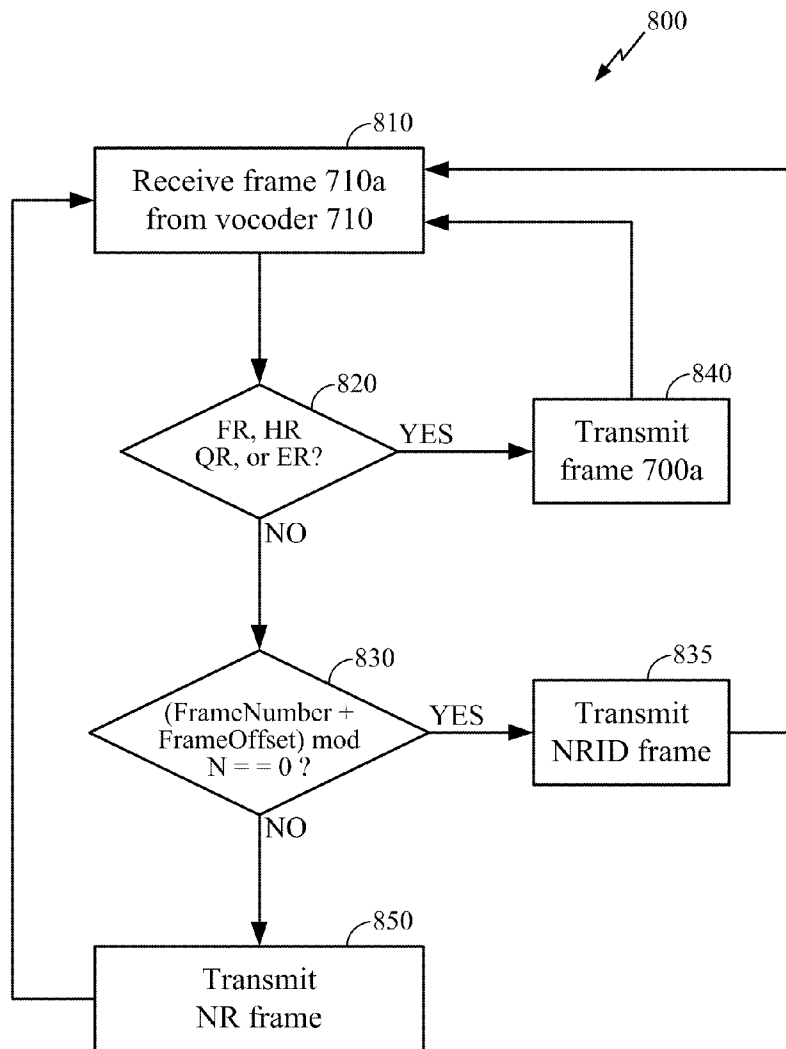 800
810
Receive frame 710a
from vocoder 710
820
FR, HR
QR, or ER?
YES
840
Transmit
frame 700a
NO
830
(FrameNumber +
FrameOffset) mod
N = = 0 ?
YES
835
Transmit
NRID frame
NO
850
Transmit
NR frame